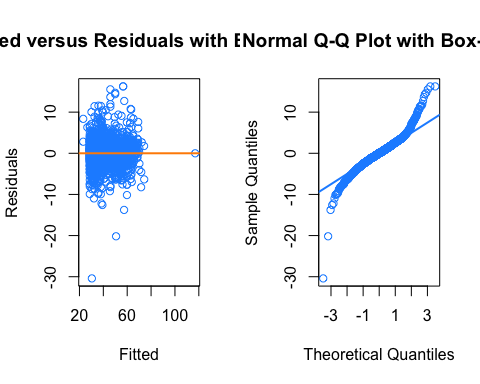 ed versus Residuals with B
Normal Q-Q Plot with Box-
Residuals
10
0
-10
-20
-30
20
60
100
Fitted
Sample Quantiles
10
0
-10
-20
-30
-3
-1
1
3
Theoretical Quantiles